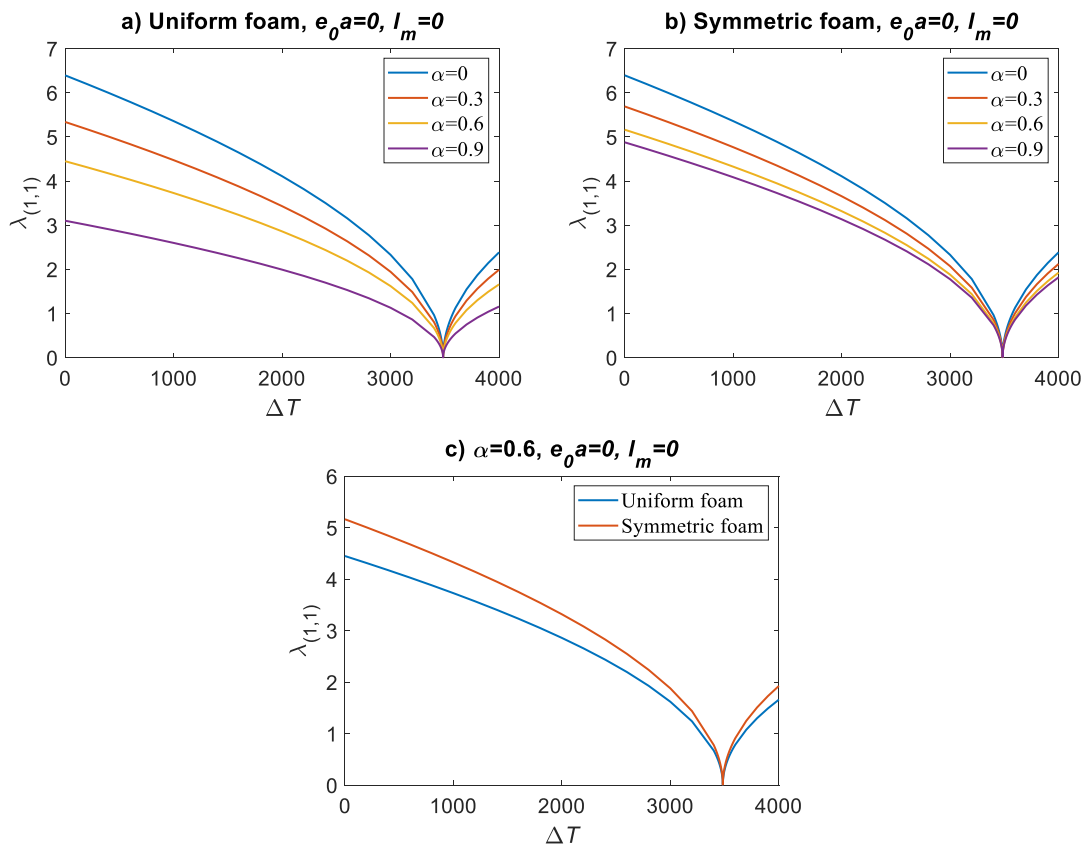 a) Uniform foam, e₀a=0, lₘ=0
7
6
5
4
3
2
1
0
λ(1,1)
α=0
α=0.3
α=0.6
α=0.9
0 1000 2000 3000 4000
ΔT
b) Symmetric foam, e₀a=0, lₘ=0
7
6
5
4
3
2
1
0
λ(1,1)
α=0
α=0.3
α=0.6
α=0.9
0 1000 2000 3000 4000
ΔT
c) α=0.6, e₀a=0, lₘ=0
6
5
4
3
2
1
0
λ(1,1)
Uniform foam
Symmetric foam
0 1000 2000 3000 4000
ΔT